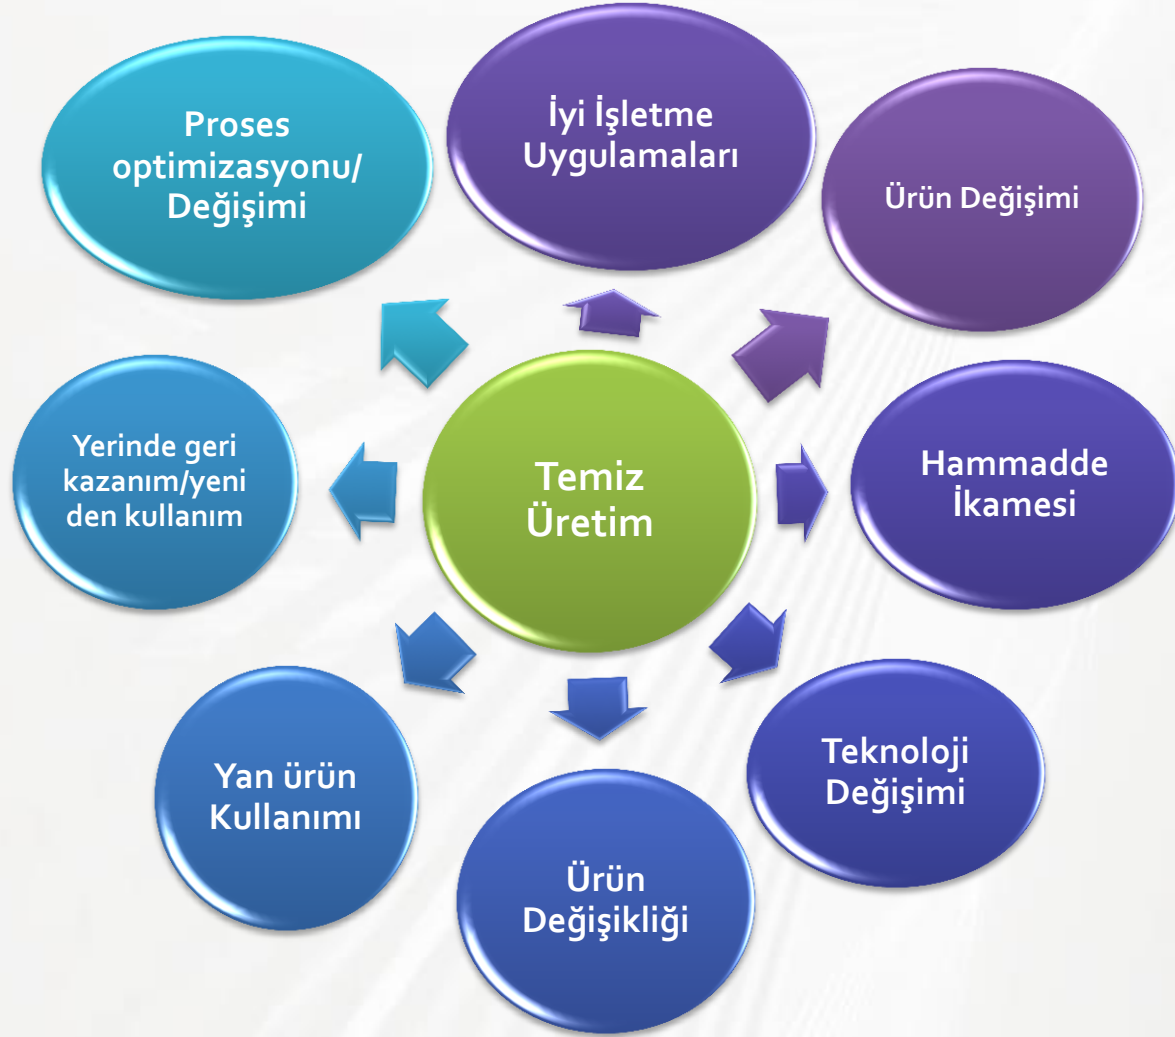 Proses
optimizasyonu/
Değişimi
İyi İşletme
Uygulamaları
Ürün Değişimi
Yerinde geri
kazanım/yeni
den kullanım
Temiz
Üretim
Hammadde
İkamesi
Yan ürün
Kullanımı
Ürün
Değişikliği
Teknoloji
Değişimi